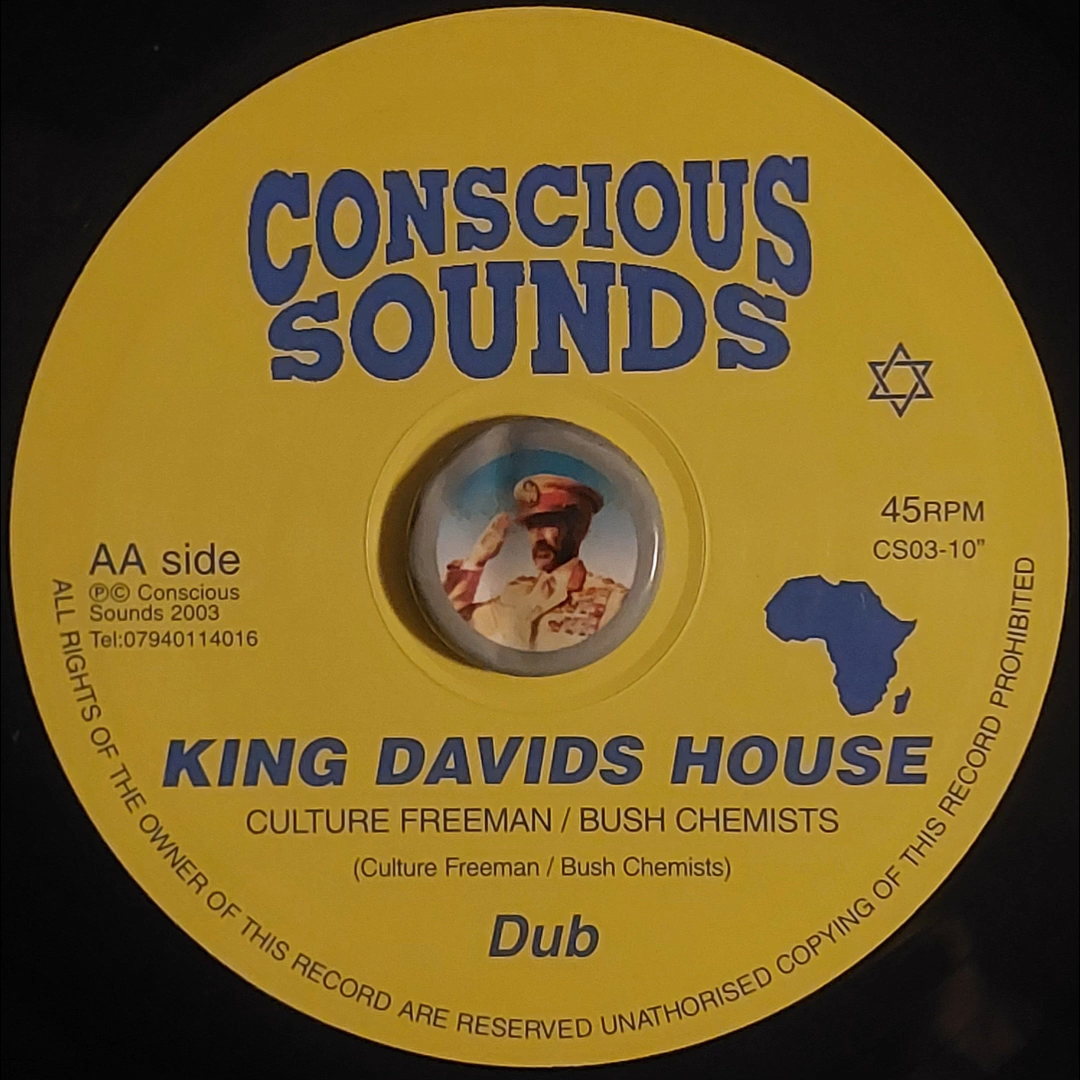 CONSCIOUS
SOUNDS
45RPM
CS03-10"
AA side
℗© Conscious
Sounds 2003
Tel:07940114016
KING DAVIDS HOUSE
CULTURE FREEMAN / BUSH CHEMISTS
(Culture Freeman / Bush Chemists)
Dub
ALL RIGHTS OF THE OWNER OF THIS RECORD ARE RESERVED UNATHORISED COPYING OF THIS RECORD PROHIBITED